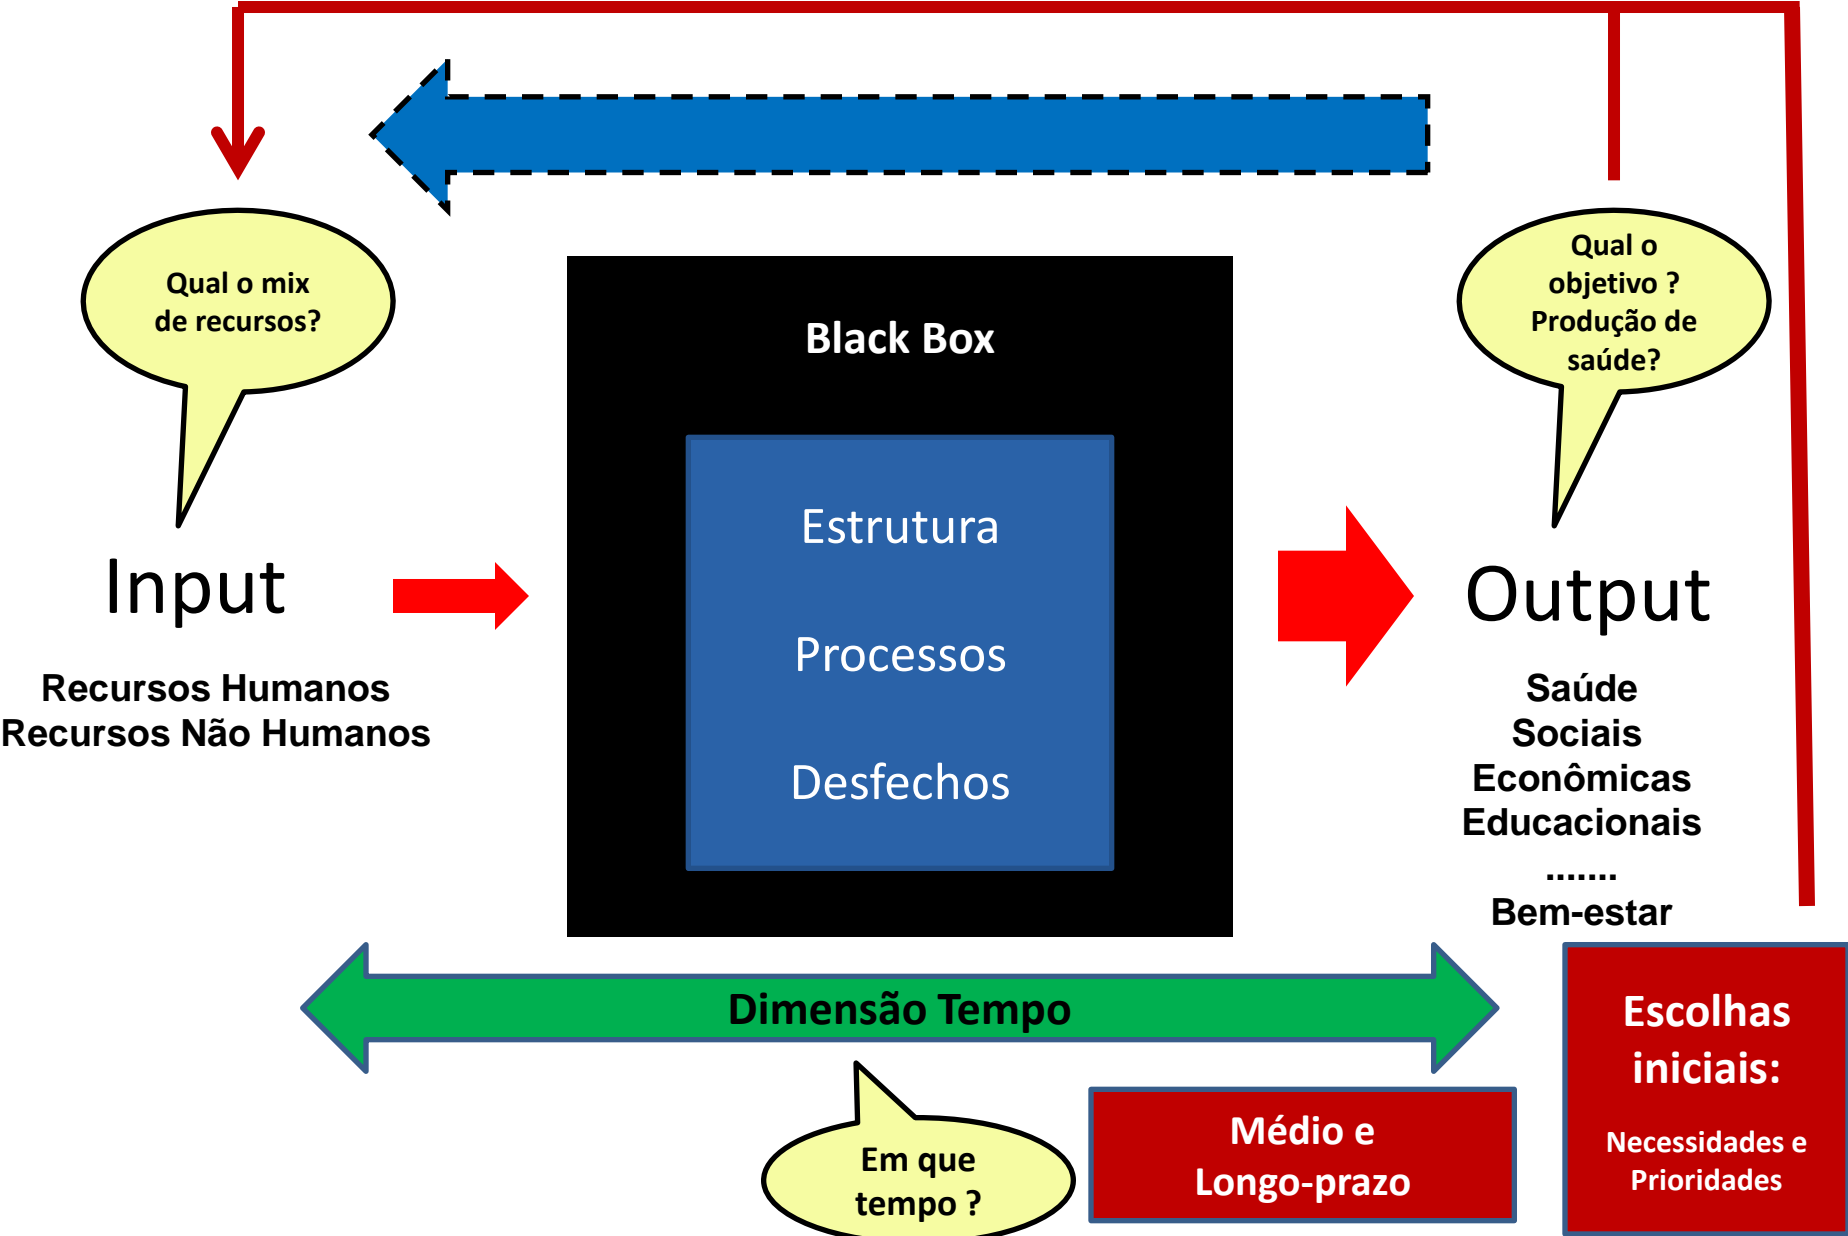 Qual o mix
de recursos?
Qual o
objetivo ?
Produção de
saúde?
Black Box
Estrutura
Processos
Desfechos
Input
Output
Recursos Humanos
Recursos Não Humanos
Saúde
Sociais
Econômicas
Educacionais
.......
Bem-estar
Dimensão Tempo
Em que
tempo ?
Médio e
Longo-prazo
Escolhas
iniciais:
Necessidades e
Prioridades